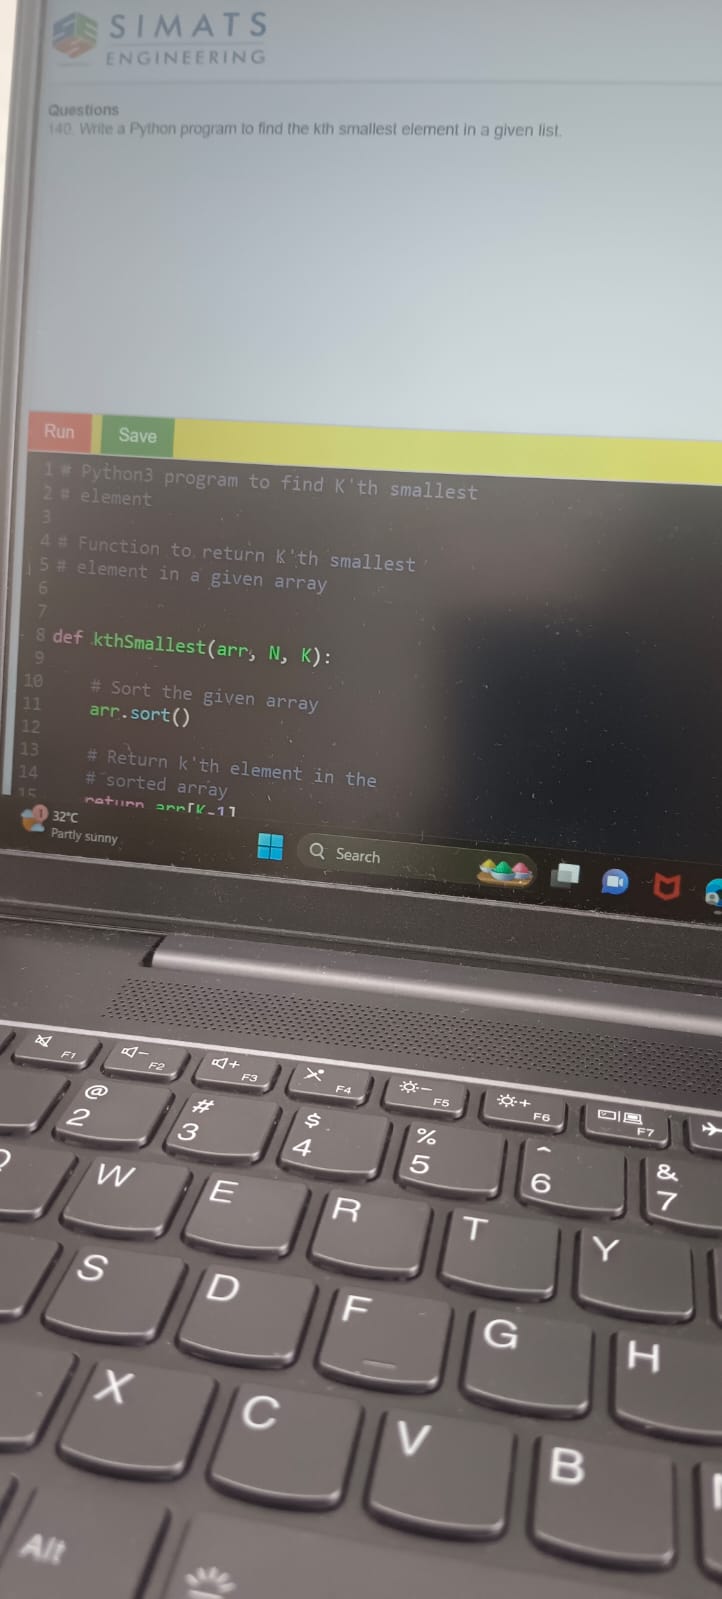 SIMATS
ENGINEERING
Questions
140. Write a Python program to find the kth smallest element in a given list.
Run
Save
1 # Python3 program to find K'th smallest
2 # element
3
4 # Function to return K'th smallest
5 # element in a given array
6
7
8 def kthSmallest(arr, N, K):
9
10 # Sort the given array
11 arr.sort()
12
13 # Return k'th element in the
14 # sorted array
15 return arr[K-1]
1
32°C
Partly sunny
Search
F1
F2
F3
F4
F5
F6
F7
@ 2
# 3
$ 4
% 5
^ 6
& 7
W
E
R
T
Y
S
D
F
G
H
X
C
V
B
Alt